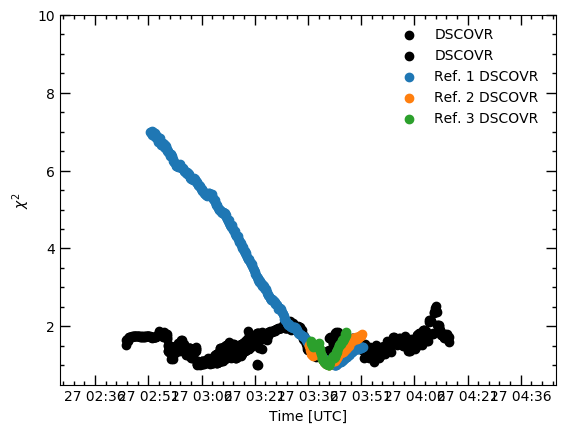 10
8
6
4
2
χ²
DSCOVR
DSCOVR
Ref. 1 DSCOVR
Ref. 2 DSCOVR
Ref. 3 DSCOVR
27 02:36 27 02:51 27 03:06 27 03:21 27 03:36 27 03:51 27 04:06 27 04:21 27 04:36
Time [UTC]